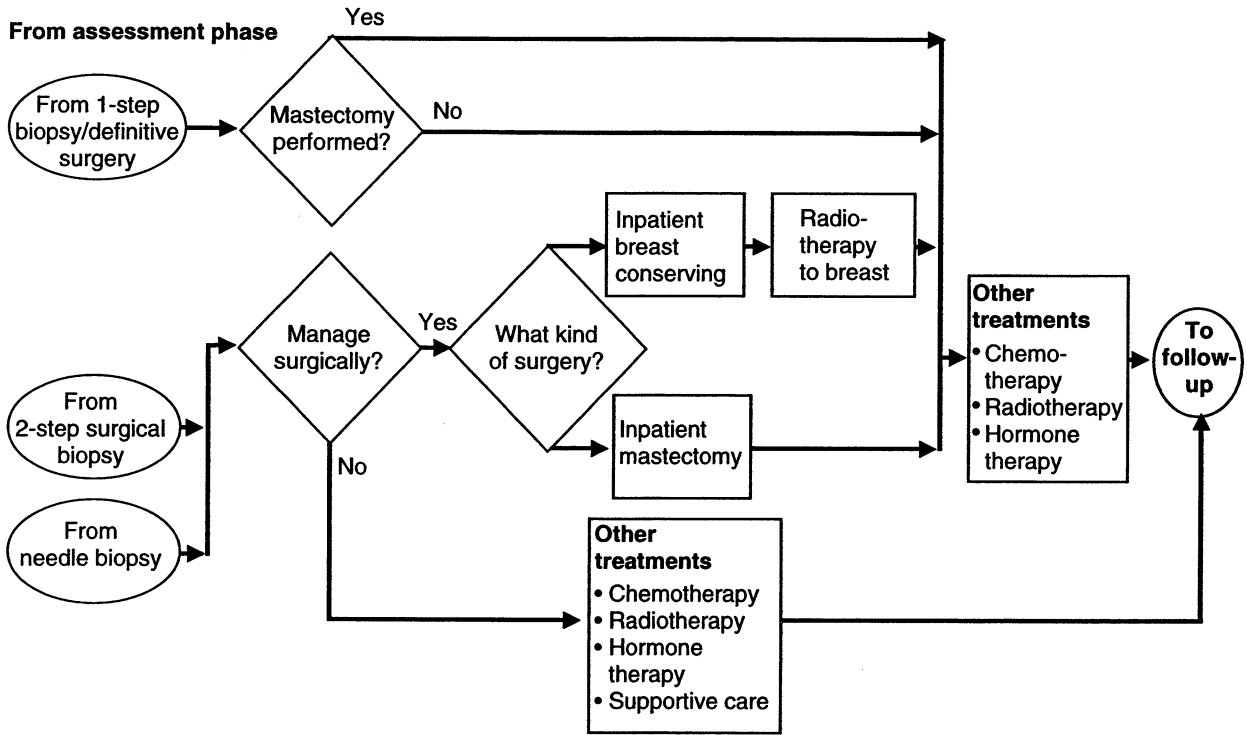 From assessment phase
Yes
From 1-step
biopsy/definitive
surgery
Mastectomy
performed?
No
Inpatient
breast
conserving
Radio-
therapy
to breast
Manage
surgically?
Yes
What kind
of surgery?
Other
treatments
• Chemo-
therapy
• Radiotherapy
• Hormone
therapy
To
follow-
up
From
2-step surgical
biopsy
No
Inpatient
mastectomy
From
needle biopsy
Other
treatments
• Chemotherapy
• Radiotherapy
• Hormone
therapy
• Supportive care